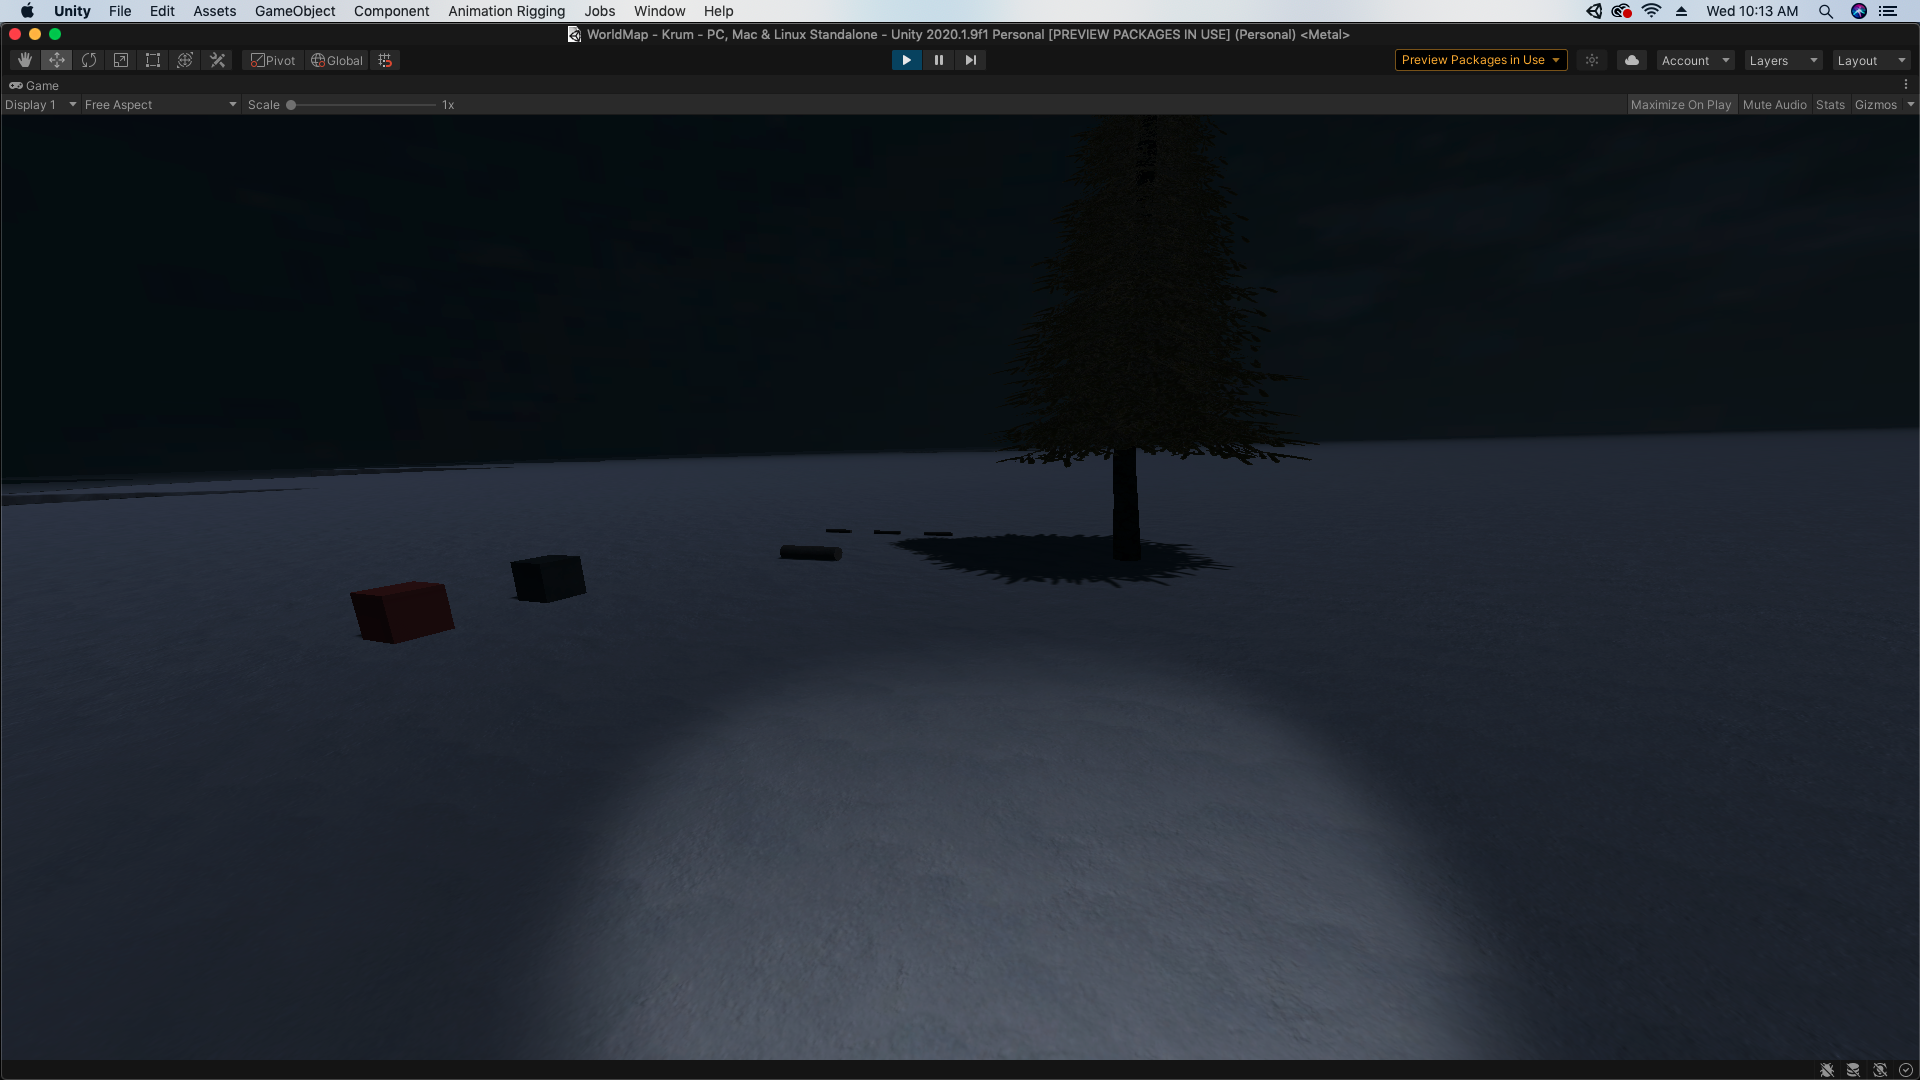 Unity File Edit Assets GameObject Component Animation Rigging Jobs Window Help Wed 10:13 AM
WorldMap - Krum - PC, Mac & Linux Standalone - Unity 2020.1.9f1 Personal [PREVIEW PACKAGES IN USE] (Personal) <Metal>
Pivot Global Preview Packages in Use Account Layers Layout
Game
Display 1 Free Aspect Scale 1x Maximize On Play Mute Audio Stats Gizmos